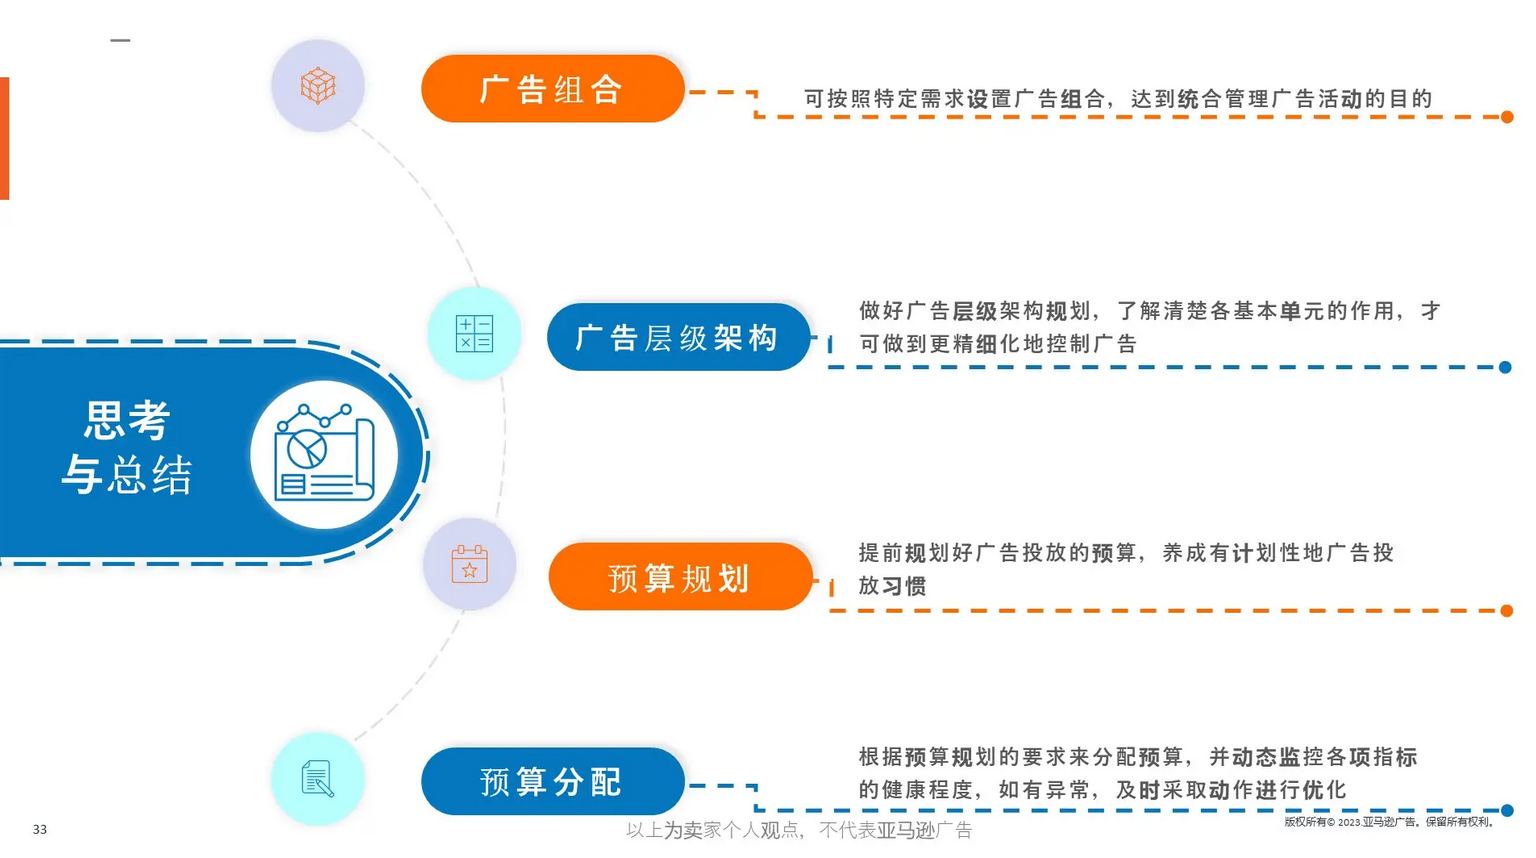 广告组合
可按照特定需求设置广告组合，达到统合管理广告活动的目的
广告层级架构
做好广告层级架构规划，了解清楚各基本单元的作用，才
可做到更精细化地控制广告
思考
与总结
预算规划
提前规划好广告投放的预算，养成有计划性地广告投
放习惯
预算分配
根据预算规划的要求来分配预算，并动态监控各项指标
的健康程度，如有异常，及时采取动作进行优化
33
以上为卖家个人观点，不代表亚马逊广告
版权所有© 2023.亚马逊广告。保留所有权利。